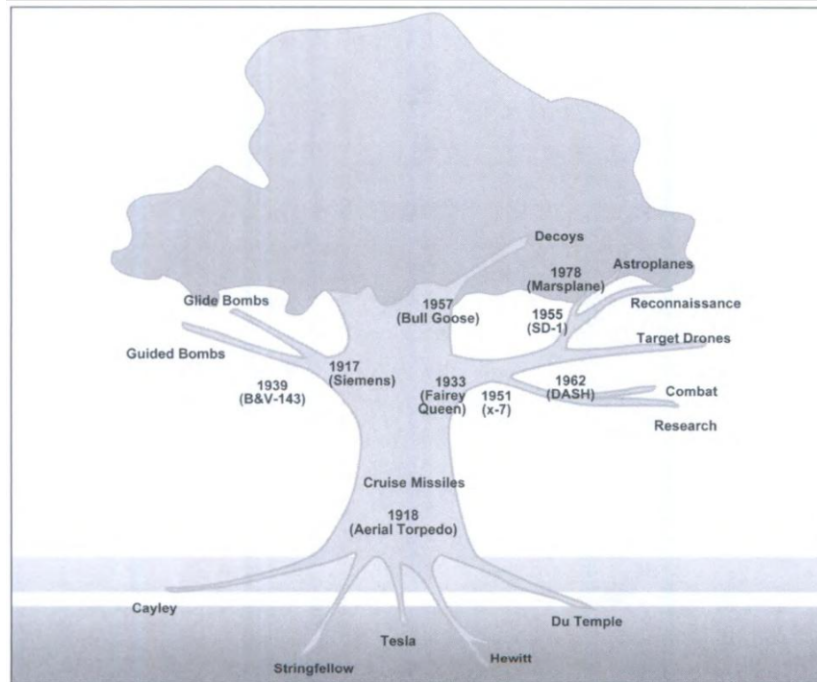 Decoys
Astroplanes
1978
(Marsplane)
Glide Bombs
Reconnaissance
1957
(Bull Goose)
1955
(SD-1)
Target Drones
Guided Bombs
1917
(Siemens)
1939
(B&V-143)
1933
(Fairey
Queen)
1951
(x-7)
1962
(DASH)
Combat
Research
Cruise Missiles
1918
(Aerial Torpedo)
Cayley
Du Temple
Tesla
Stringfellow
Hewitt